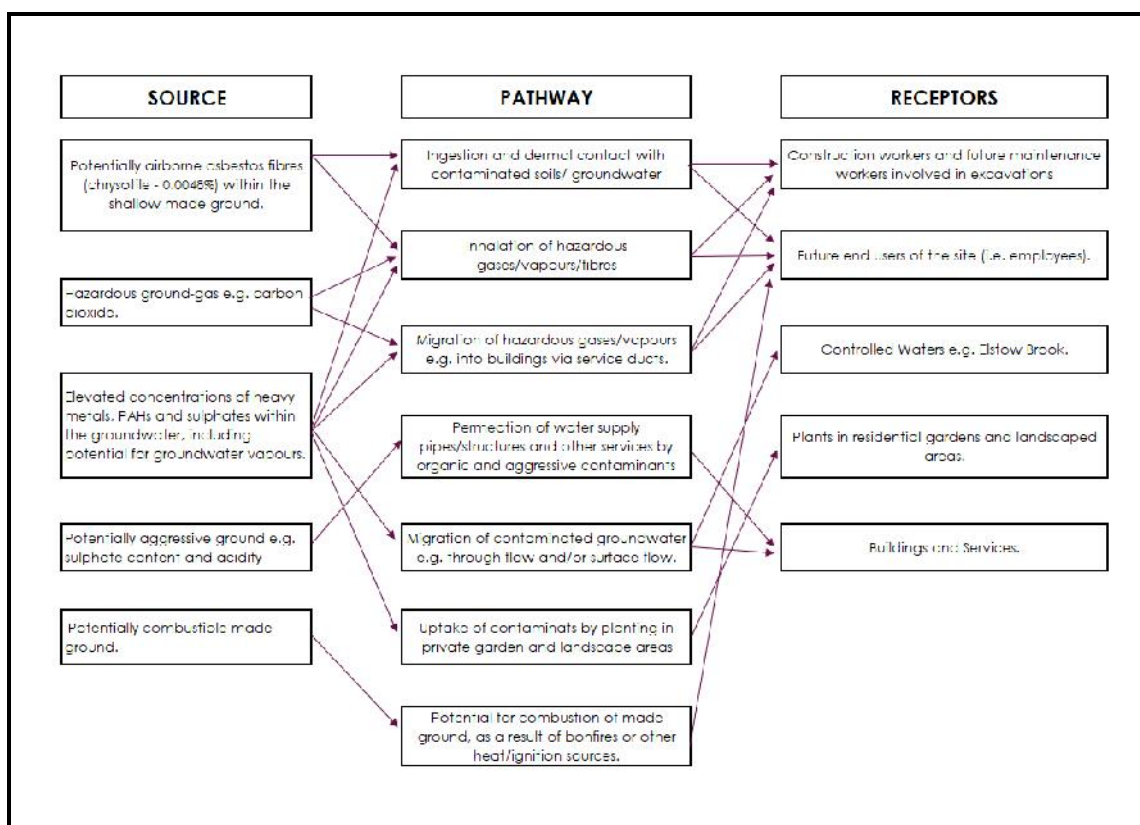 SOURCE
PATHWAY
RECEPTORS
Potentially airborne asbestos fibres
(chrysotile - 0.0048%) within the
shallow made ground.
Hazardous ground-gas e.g. carbon
dioxide.
Elevated concentrations of heavy
metals, PAHs and sulphates within
the groundwater, including
potential for groundwater vapours.
Potentially aggressive ground e.g.
sulphate content and acidity
Potentially combustible made
ground.
Ingestion and dermal contact with
contaminated soils/ groundwater
Inhalation of hazardous
gases/vapours/fibres
Migration of hazardous gases/vapours
e.g. into buildings via service ducts.
Permeation of water supply
pipes/structures and other services by
organic and aggressive contaminants
Migration of contaminated groundwater
e.g. through flow and/or surface flow.
Uptake of contaminats by planting in
private garden and landscape areas
Potential for combustion of made
ground, as a result of bonfires or other
heat/ignition sources.
Construction workers and future maintenance
workers involved in excavations
Future end users of the site (i.e. employees).
Controlled Waters e.g. Elstow Brook.
Plants in residential gardens and landscaped
areas.
Buildings and Services.